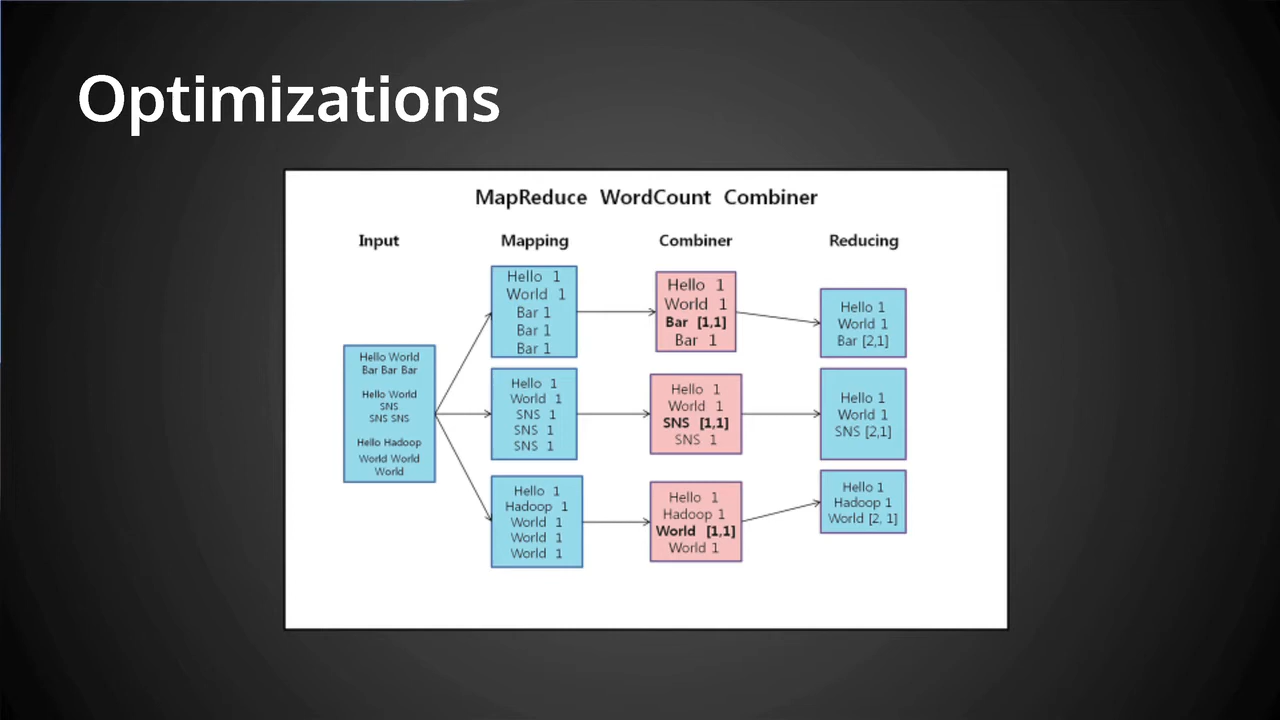 Optimizations
MapReduce WordCount Combiner
Input
Mapping
Combiner
Reducing
Hello World
Bar Bar Bar
Hello World
SNS
SNS SNS
Hello Hadoop
World World
World
Hello 1
World 1
Bar 1
Bar 1
Bar 1
Hello 1
World 1
SNS 1
SNS 1
SNS 1
Hello 1
Hadoop 1
World 1
World 1
World 1
Hello 1
World 1
Bar [1,1]
Bar 1
Hello 1
World 1
SNS [1,1]
SNS 1
Hello 1
Hadoop 1
World [1,1]
World 1
Hello 1
World 1
Bar [2,1]
Hello 1
World 1
SNS [2,1]
Hello 1
Hadoop 1
World [2, 1]